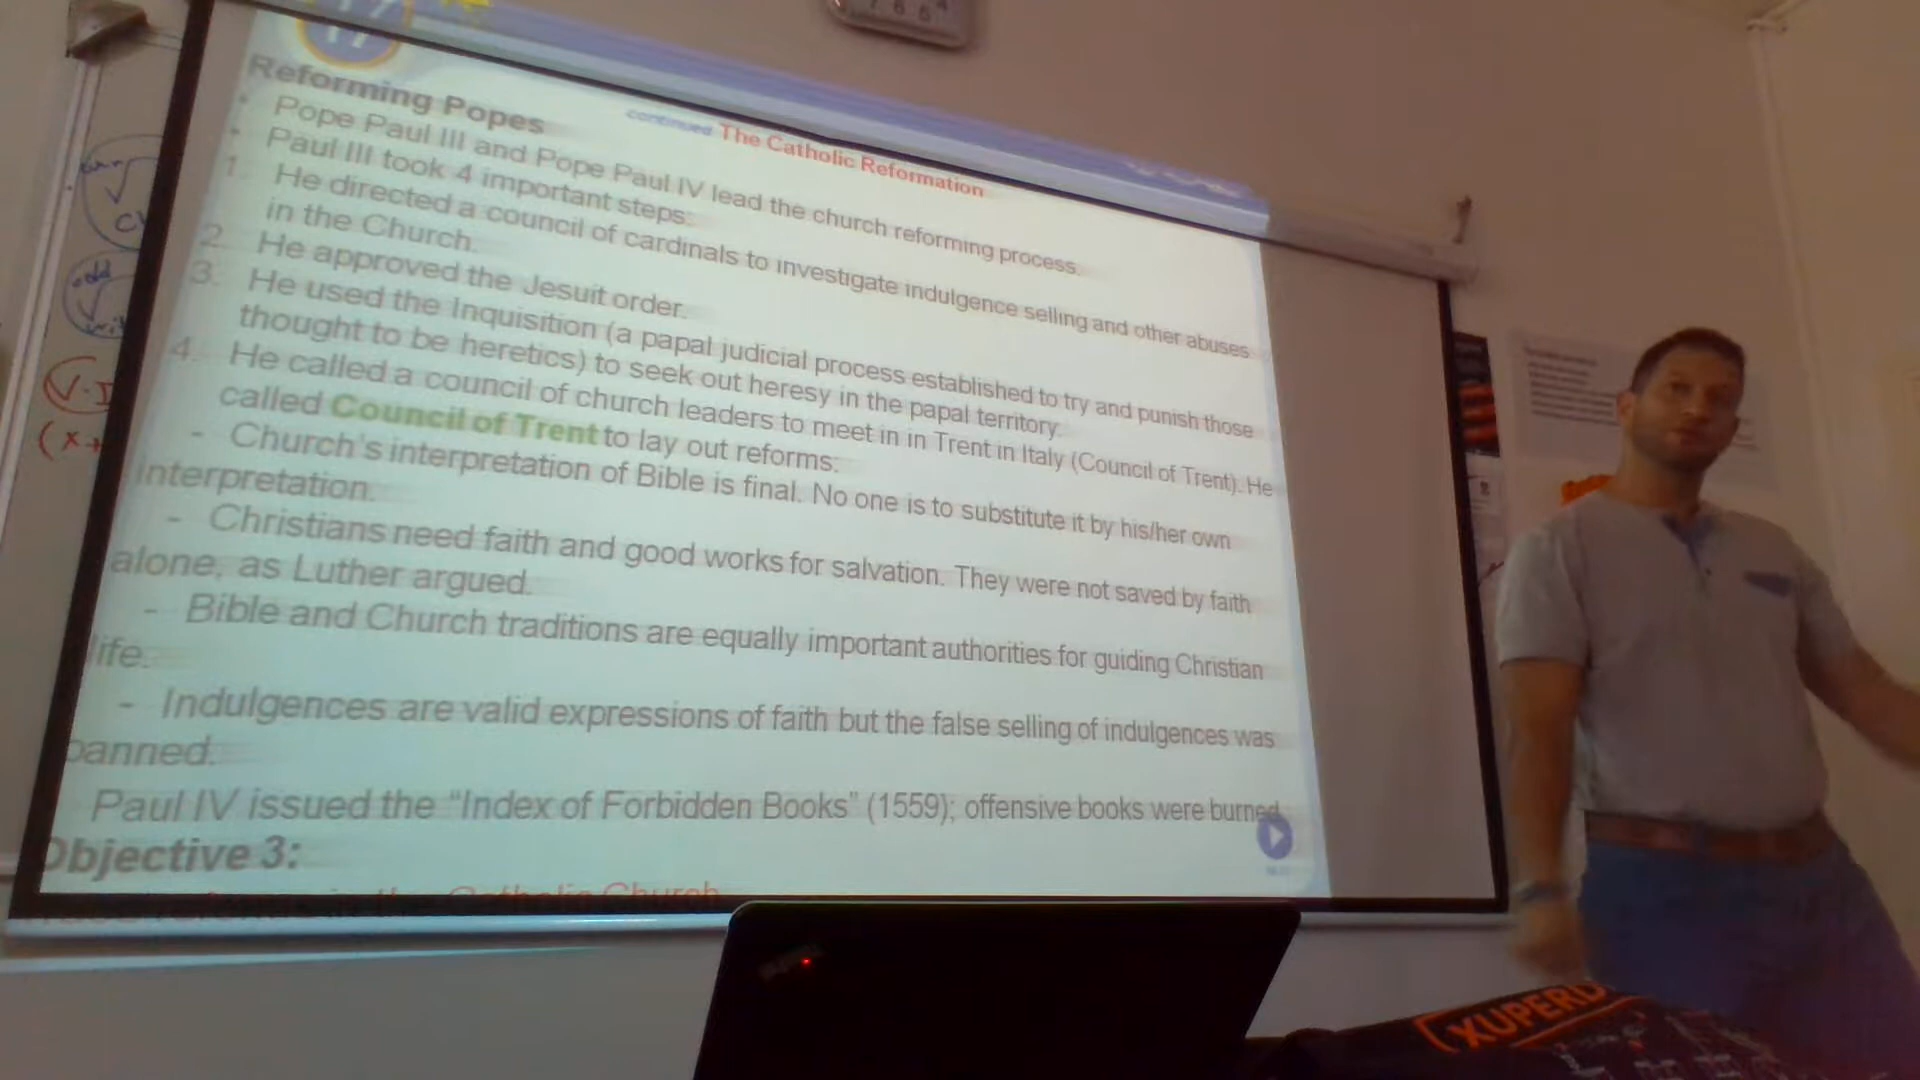 17
Reforming Popes
continued The Catholic Reformation
Pope Paul III and Pope Paul IV lead the church reforming process.
Paul III took 4 important steps:
1. He directed a council of cardinals to investigate indulgence selling and other abuses
in the Church.
2. He approved the Jesuit order.
3. He used the Inquisition (a papal judicial process established to try and punish those
thought to be heretics) to seek out heresy in the papal territory.
4. He called a council of church leaders to meet in in Trent in Italy (Council of Trent). He
called Council of Trent to lay out reforms:
- Church's interpretation of Bible is final. No one is to substitute it by his/her own
interpretation.
- Christians need faith and good works for salvation. They were not saved by faith
alone, as Luther argued.
- Bible and Church traditions are equally important authorities for guiding Christian
life.
- Indulgences are valid expressions of faith but the false selling of indulgences was
banned.
Paul IV issued the “Index of Forbidden Books” (1559); offensive books were burned
Objective 3:
Catholic Church
7 6 5 4
odd
8
XUPERD